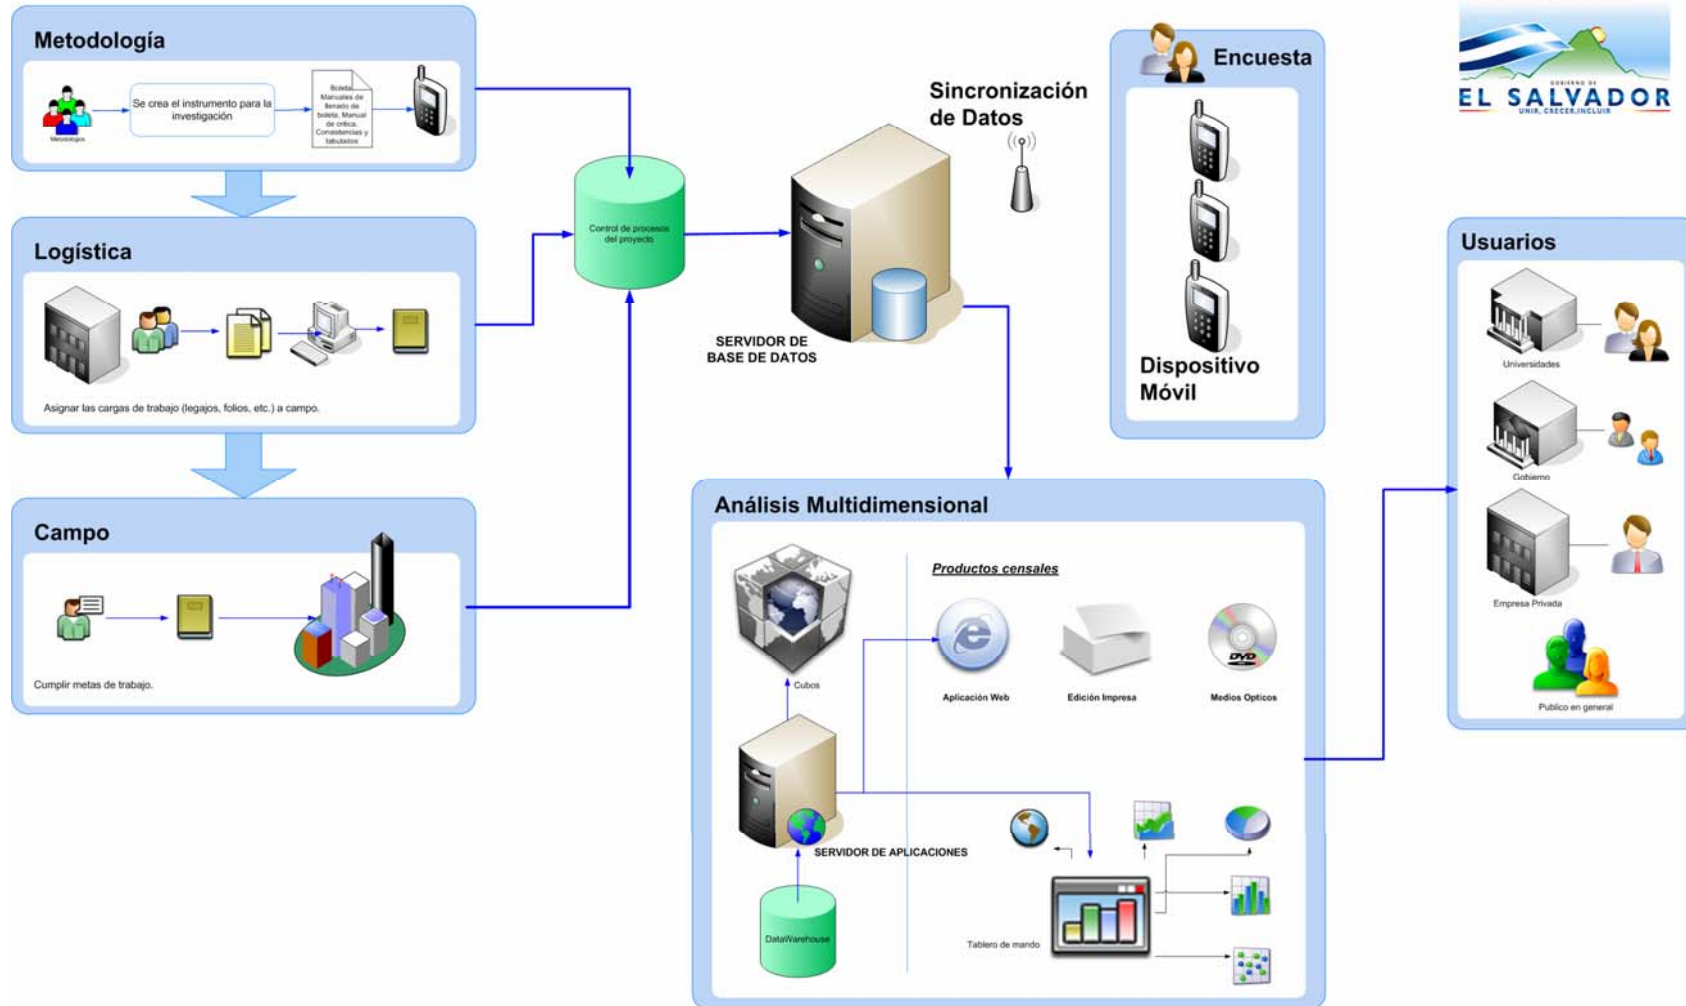 Metodología
Metodologos
Se crea el instrumento para la
investigación
Boleta,
Manuales de
llenado de
boleta, Manual
de critica,
Consistencias y
tabulados
Logística
Asignar las cargas de trabajo (legajos, folios, etc.) a campo.
Campo
Cumplir metas de trabajo.
Control de procesos
del proyecto
SERVIDOR DE
BASE DE DATOS
Sincronización
de Datos
Encuesta
Dispositivo
Móvil
GOBIERNO DE
EL SALVADOR
UNIR, CRECER, INCLUIR
Usuarios
Universidades
Gobierno
Empresa Privada
Publico en general
Análisis Multidimensional
Cubos
SERVIDOR DE APLICACIONES
DataWarehouse
Productos censales
Aplicación Web
Edición Impresa
DVD
Medios Opticos
Tablero de mando